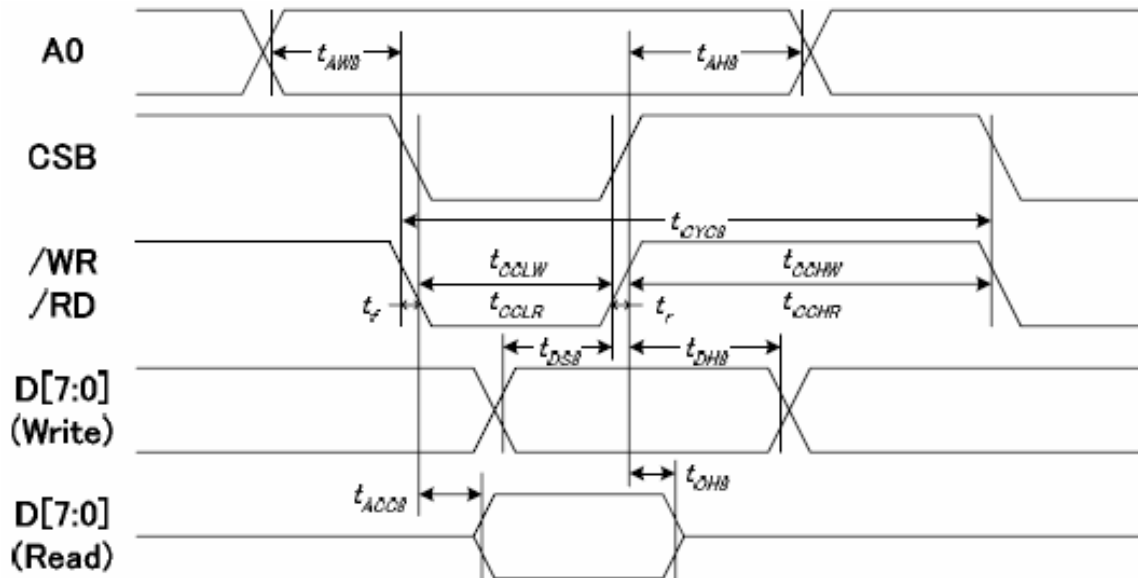 A0
tAW8
tAH8
CSB
tCYC8
/WR
/RD
tCCLW
tCCHW
tf
tCCLR
tr
tCCHR
tDS8
tDH8
D[7:0]
(Write)
tACC8
tOH8
D[7:0]
(Read)